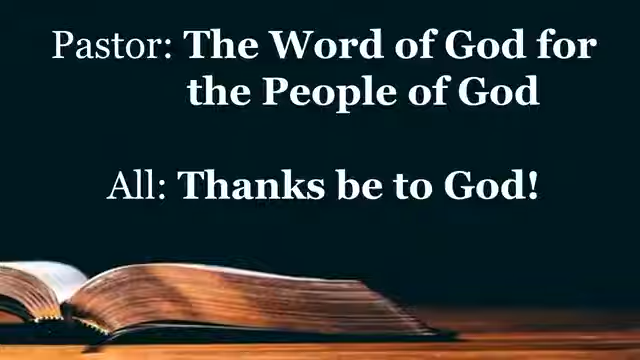 Pastor: The Word of God for
the People of God
All: Thanks be to God!